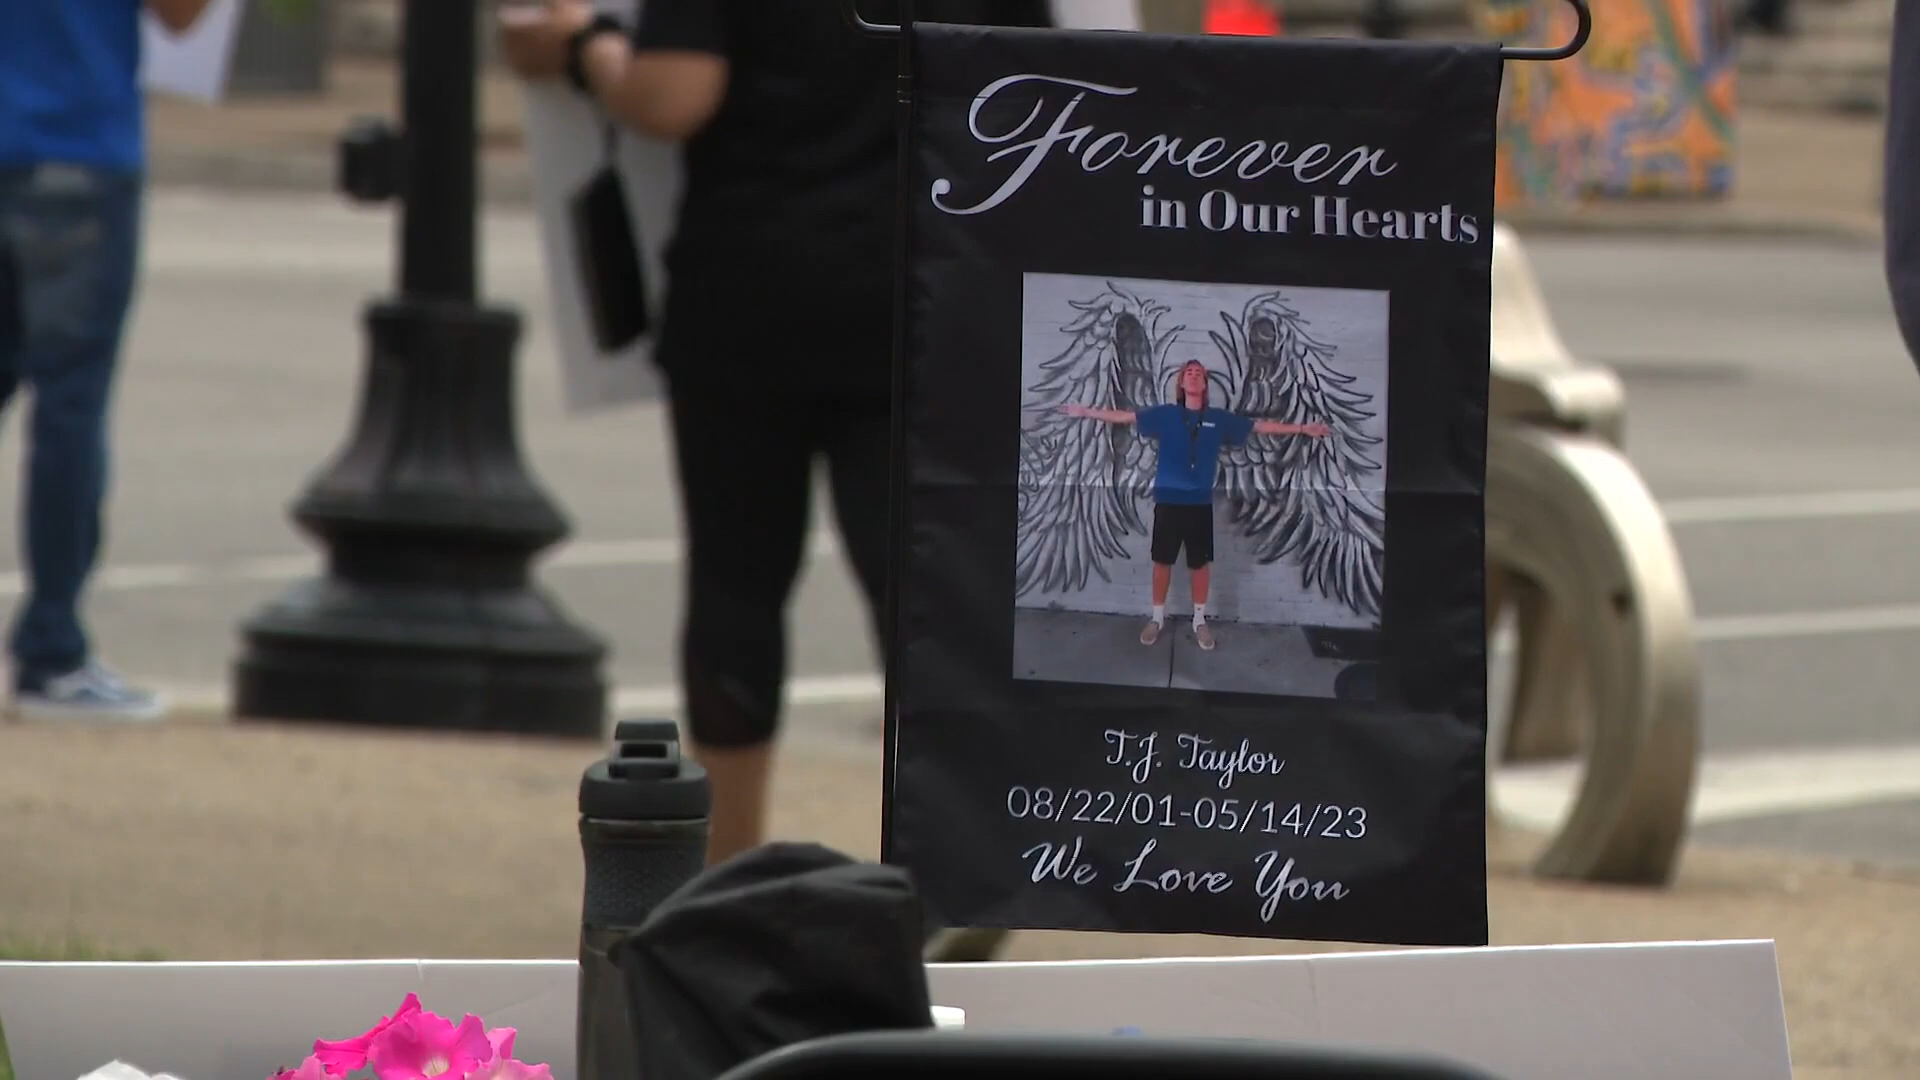 Forever
in Our Hearts
T.J. Taylor
08/22/01-05/14/23
We Love You